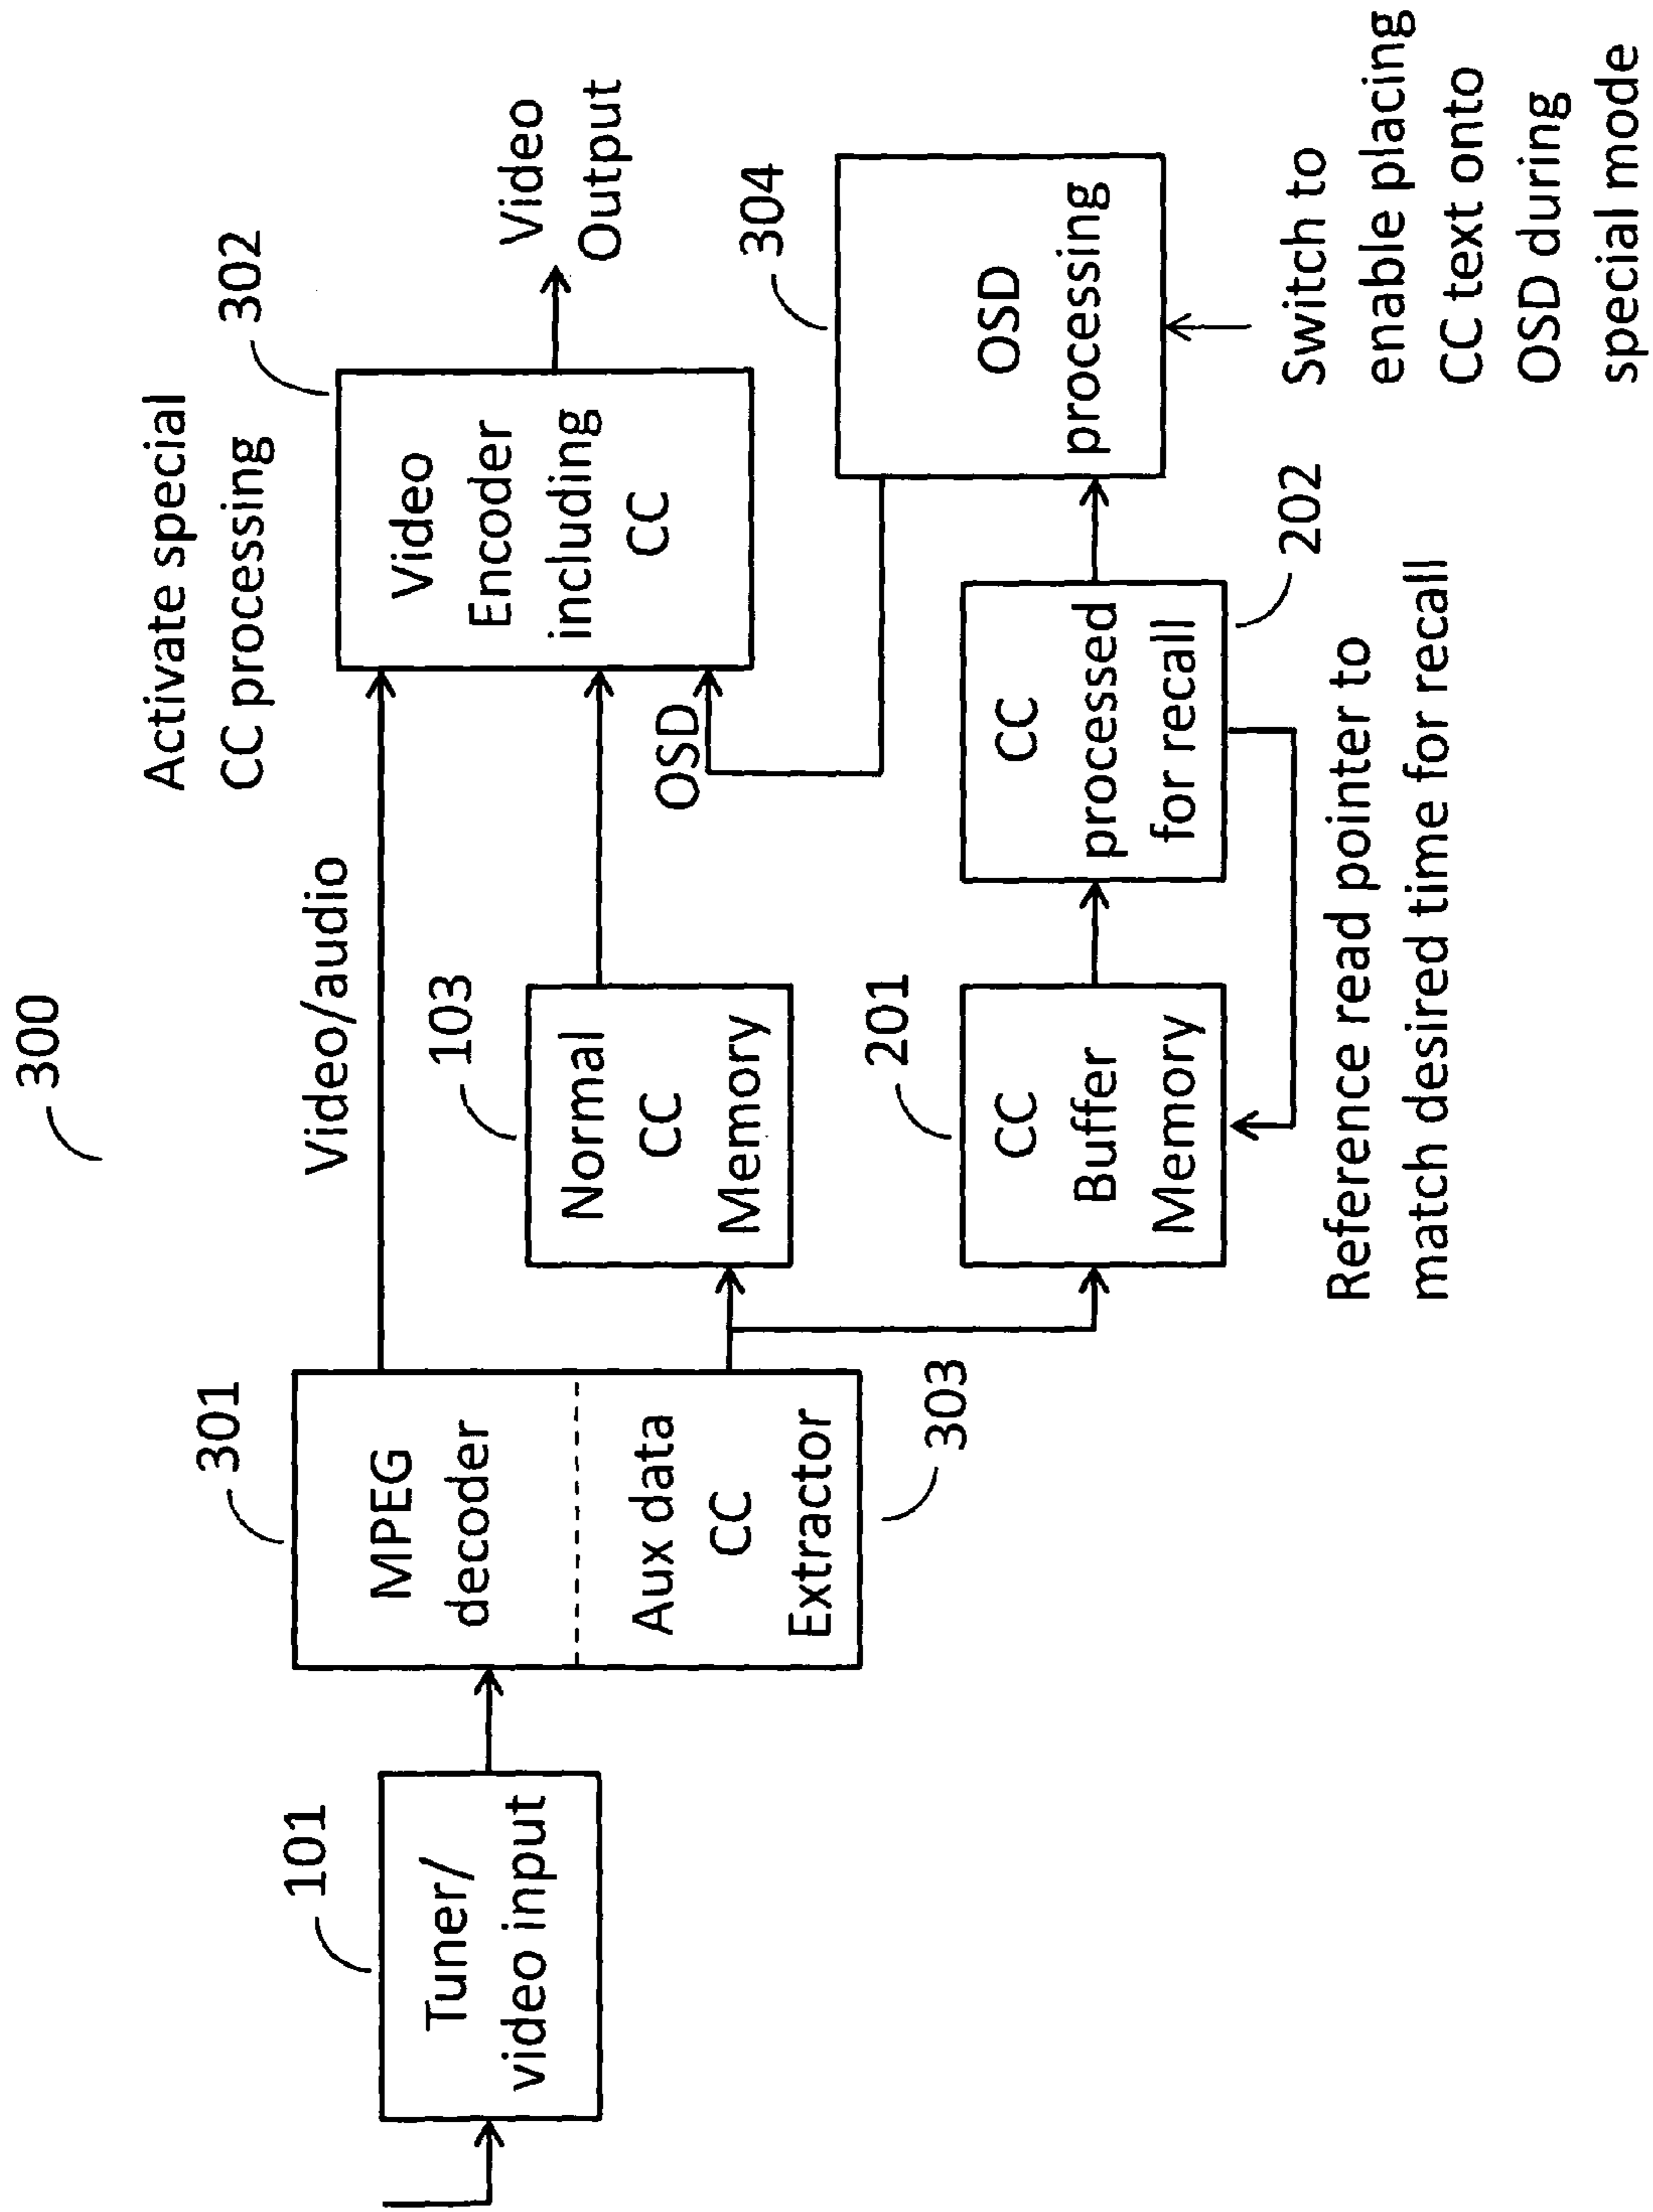 300
Activate special
CC processing
Video/audio
301
302
MPEG
decoder
Aux data
CC
Extractor
303
101
Tuner/
video input
103
Normal
CC
Memory
Video
Encoder
including
CC
Video
Output
OSD
201
CC
Buffer
Memory
CC
processed
for recall
202
304
OSD
processing
Reference read pointer to
match desired time for recall
Switch to
enable placing
CC text onto
OSD during
special mode